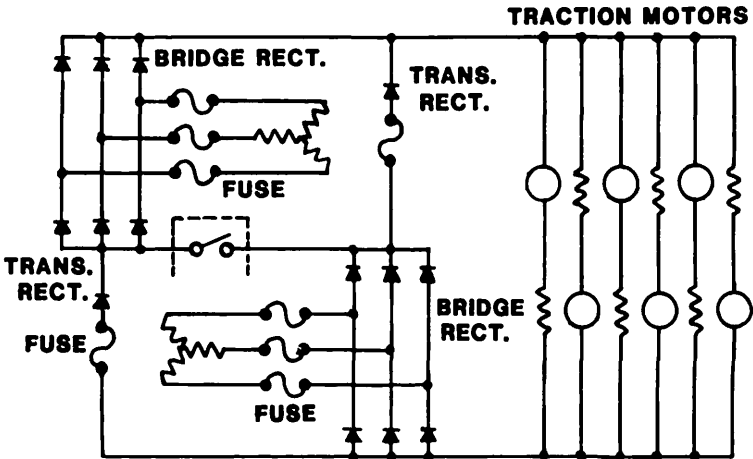 TRACTION MOTORS
BRIDGE RECT.
TRANS.
RECT.
FUSE
TRANS.
RECT.
FUSE
BRIDGE
RECT.
FUSE